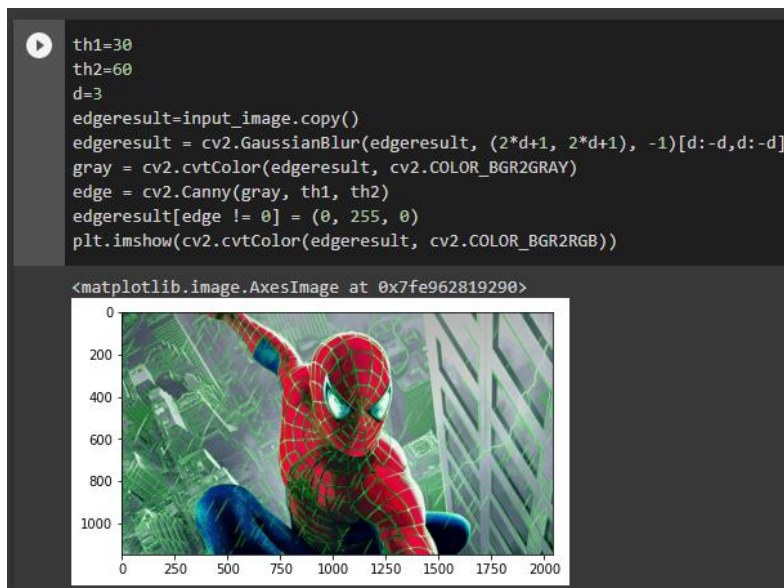 th1=30
th2=60
d=3
edgeresult=input_image.copy()
edgeresult = cv2.GaussianBlur(edgeresult, (2*d+1, 2*d+1), -1)[d:-d,d:-d]
gray = cv2.cvtColor(edgeresult, cv2.COLOR_BGR2GRAY)
edge = cv2.Canny(gray, th1, th2)
edgeresult[edge != 0] = (0, 255, 0)
plt.imshow(cv2.cvtColor(edgeresult, cv2.COLOR_BGR2RGB))
<matplotlib.image.AxesImage at 0x7fe962819290>
0
200
400
600
800
1000
0 250 500 750 1000 1250 1500 1750 2000